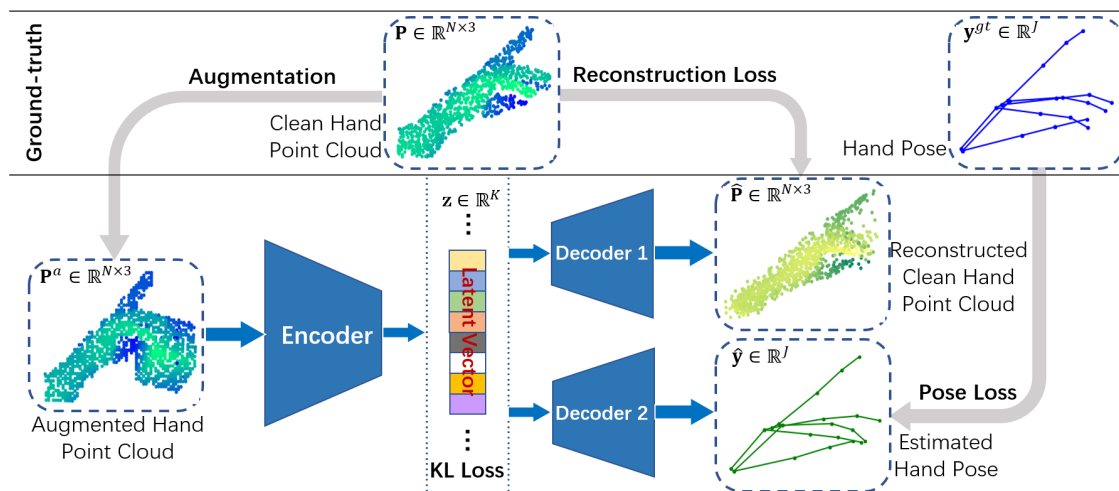 Ground-truth
P ∈ ℝ^{N×3}
y^{gt} ∈ ℝ^J
Augmentation
Reconstruction Loss
Clean Hand
Point Cloud
Hand Pose
z ∈ ℝ^K
P̂ ∈ ℝ^{N×3}
P^a ∈ ℝ^{N×3}
Encoder
Latent Vector
Decoder 1
Reconstructed
Clean Hand
Point Cloud
ŷ ∈ ℝ^J
Decoder 2
Pose Loss
Augmented Hand
Point Cloud
KL Loss
Estimated
Hand Pose